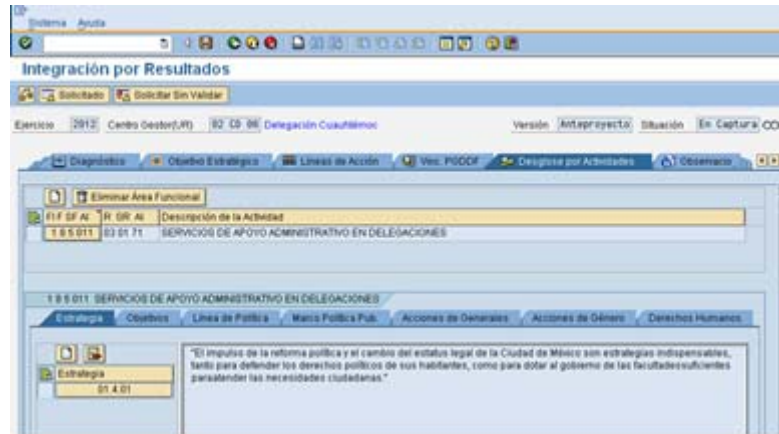 Sistema Ayuda
Integración por Resultados
Solicitado Solicitar Sin Validar
Ejercicio 2012 Centro Gestor(UR) 02 CD 06 Delegación Cuauhtémoc Versión Anteproyecto Situación En Captura
Diagnóstico Objetivo Estratégico Líneas de Acción Vinc. PGDDF Desglose por Actividades Observacio
Eliminar Área Funcional
FI F SF AI R SR AI Descripción de la Actividad
1 8 5 011 03 01 71 SERVICIOS DE APOYO ADMINISTRATIVO EN DELEGACIONES
1 8 5 011 SERVICIOS DE APOYO ADMINISTRATIVO EN DELEGACIONES
Estrategia Objetivos Línea de Política Marco Política Pub. Acciones de Generales Acciones de Género Derechos Humanos
"El impulso de la reforma política y el cambio del estatus legal de la Ciudad de México son estrategias indispensables,
tanto para defender los derechos políticos de sus habitantes, como para dotar al gobierno de las facultadessuficientes
paraatender las necesidades ciudadanas."
Estrategia
01 4.01